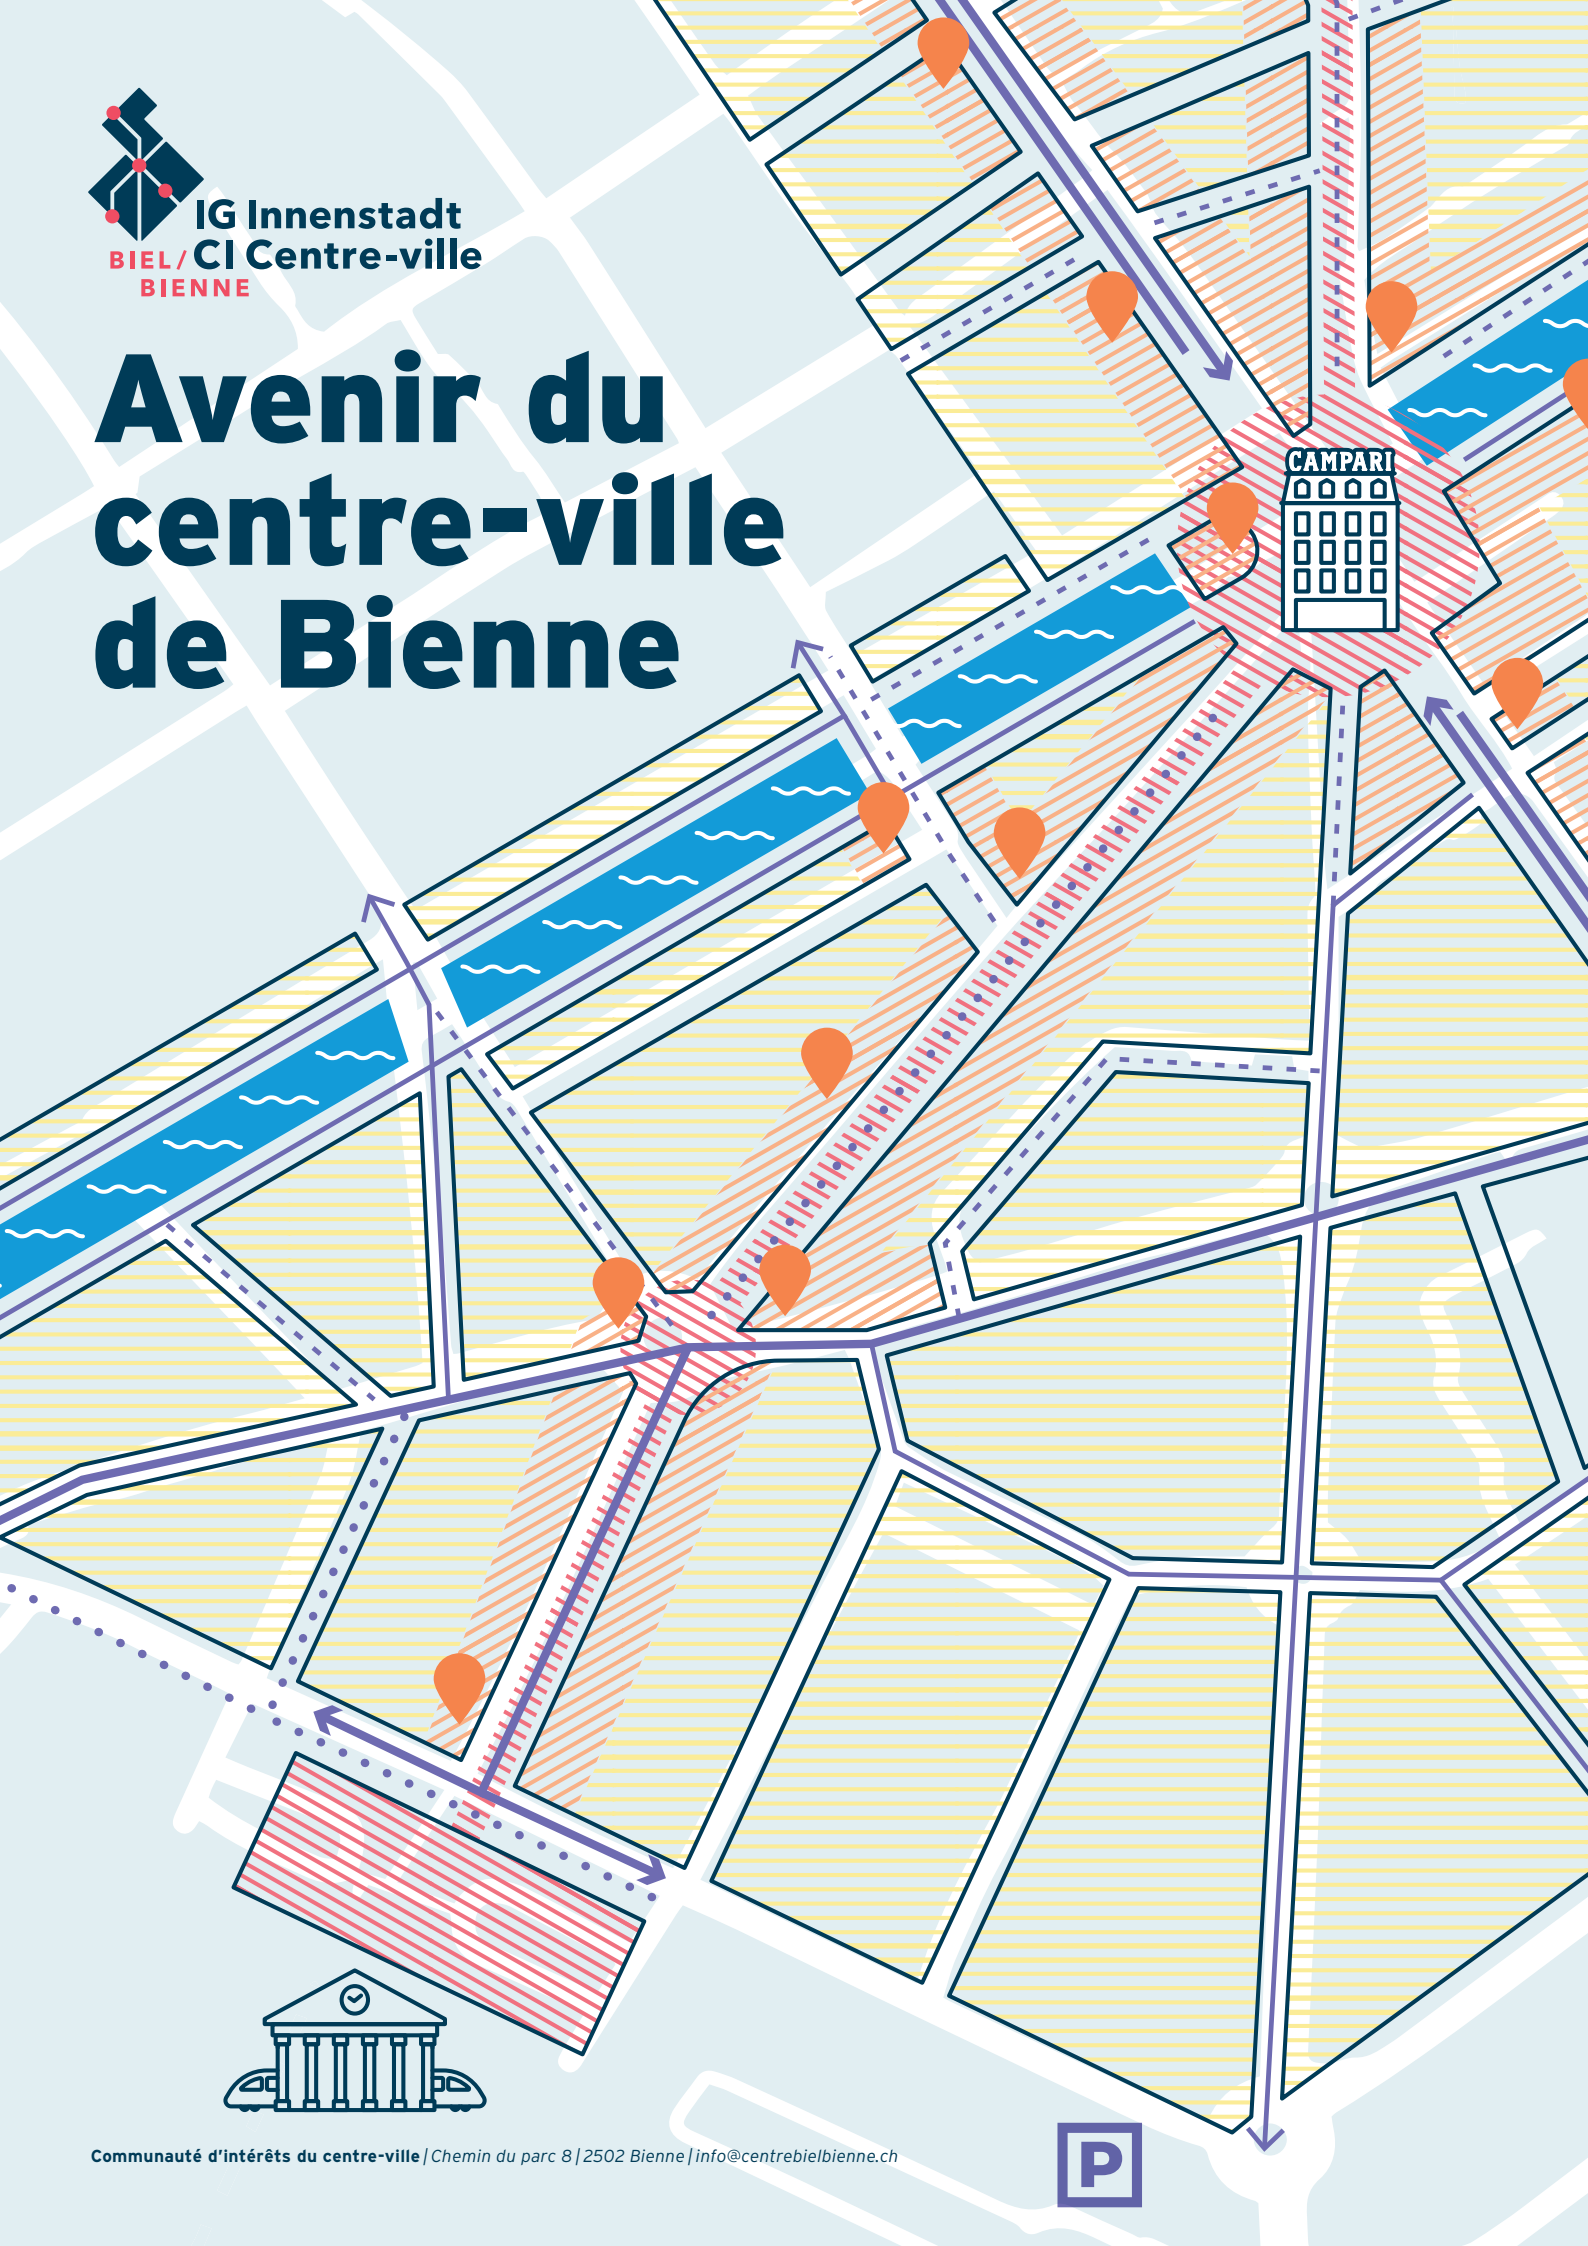 IG Innenstadt
BIEL/ CI Centre-ville
BIENNE
Avenir du
centre-ville
de Bienne
CAMPARI
Communauté d'intérêts du centre-ville | Chemin du parc 8 | 2502 Bienne | info@centrebielbienne.ch
P